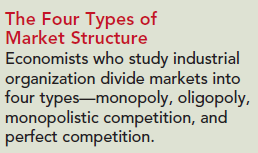 The Four Types of
Market Structure
Economists who study industrial
organization divide markets into
four types—monopoly, oligopoly,
monopolistic competition, and
perfect competition.